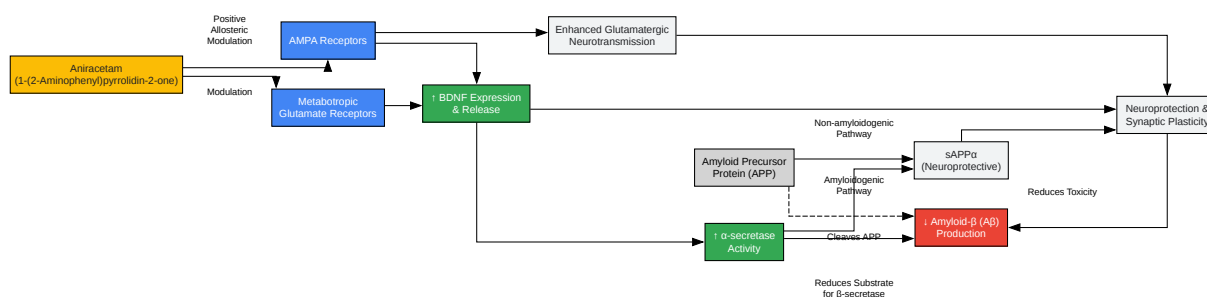 Positive
Allosteric
Modulation
AMPA Receptors
Enhanced Glutamatergic
Neurotransmission
Aniracetam
(1-(2-Aminophenyl)pyrrolidin-2-one)
Modulation
Metabotropic
Glutamate Receptors
↑ BDNF Expression
& Release
Neuroprotection &
Synaptic Plasticity
Non-amyloidogenic
Pathway
Amyloid Precursor
Protein (APP)
sAPPα
(Neuroprotective)
Amyloidogenic
Pathway
Reduces Toxicity
↑ α-secretase
Activity
Cleaves APP
↓ Amyloid-β (Aβ)
Production
Reduces Substrate
for β-secretase